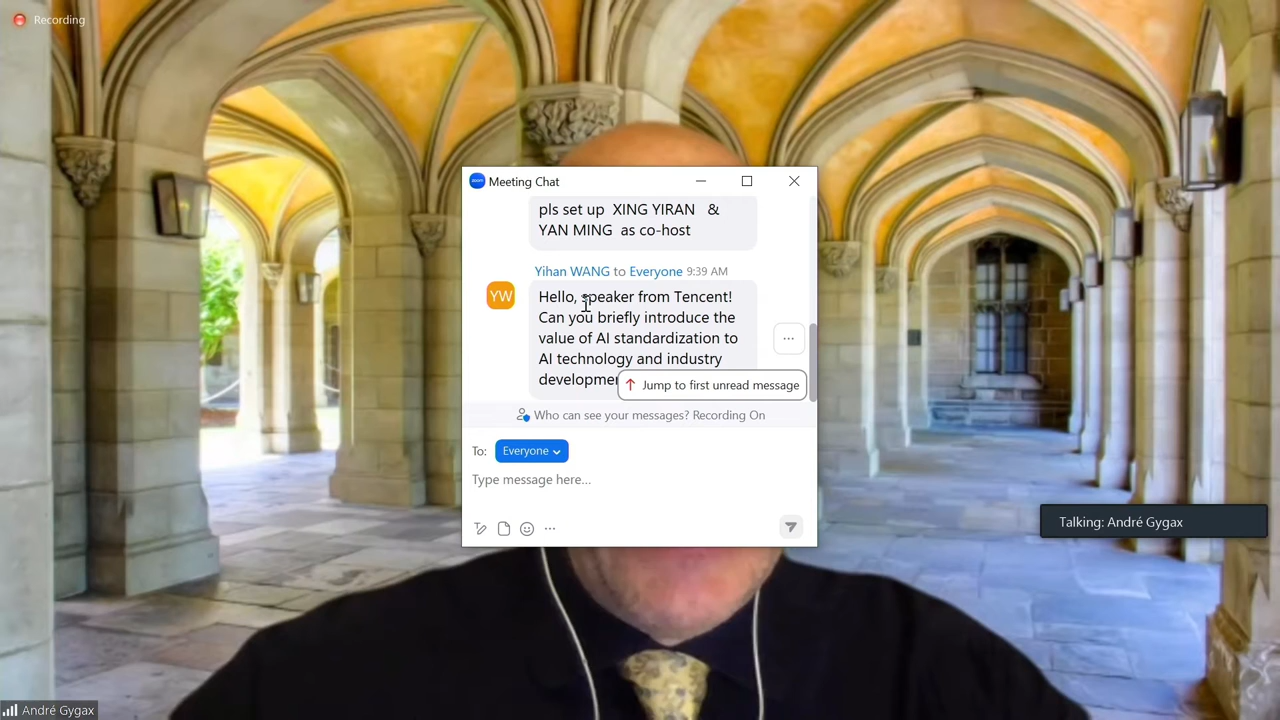 Recording
zoom
Meeting Chat
pls set up XING YIRAN &
YAN MING as co-host
Yihan WANG to Everyone 9:39 AM
YW
Hello, speaker from Tencent!
Can you briefly introduce the
value of AI standardization to
AI technology and industry
Jump to first unread message
Who can see your messages? Recording On
To: Everyone
Type message here...
Talking: André Gygax
André Gygax